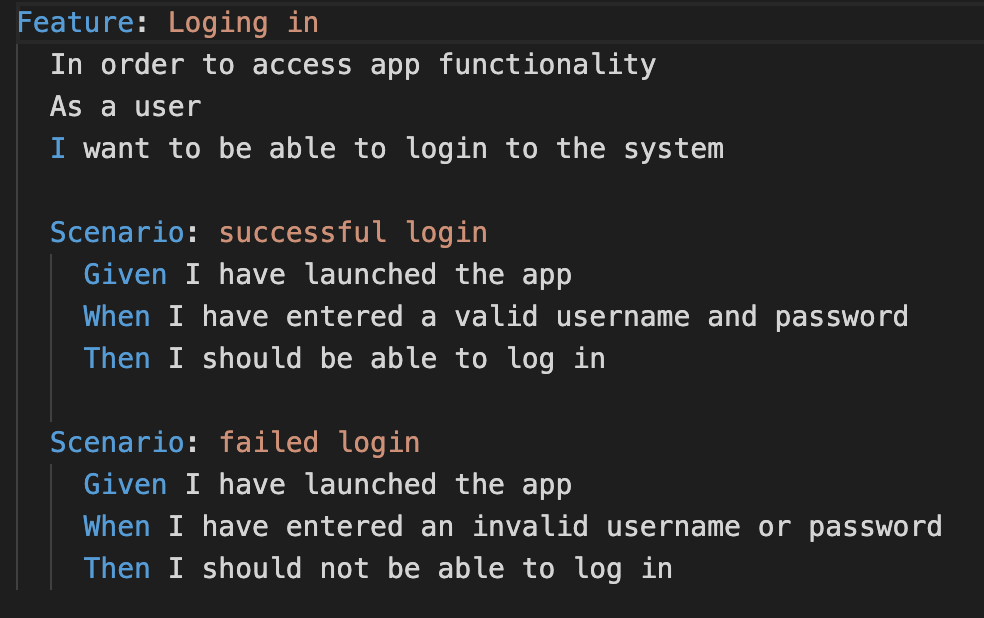 Feature: Loging in
In order to access app functionality
As a user
I want to be able to login to the system
Scenario: successful login
Given I have launched the app
When I have entered a valid username and password
Then I should be able to log in
Scenario: failed login
Given I have launched the app
When I have entered an invalid username or password
Then I should not be able to log in